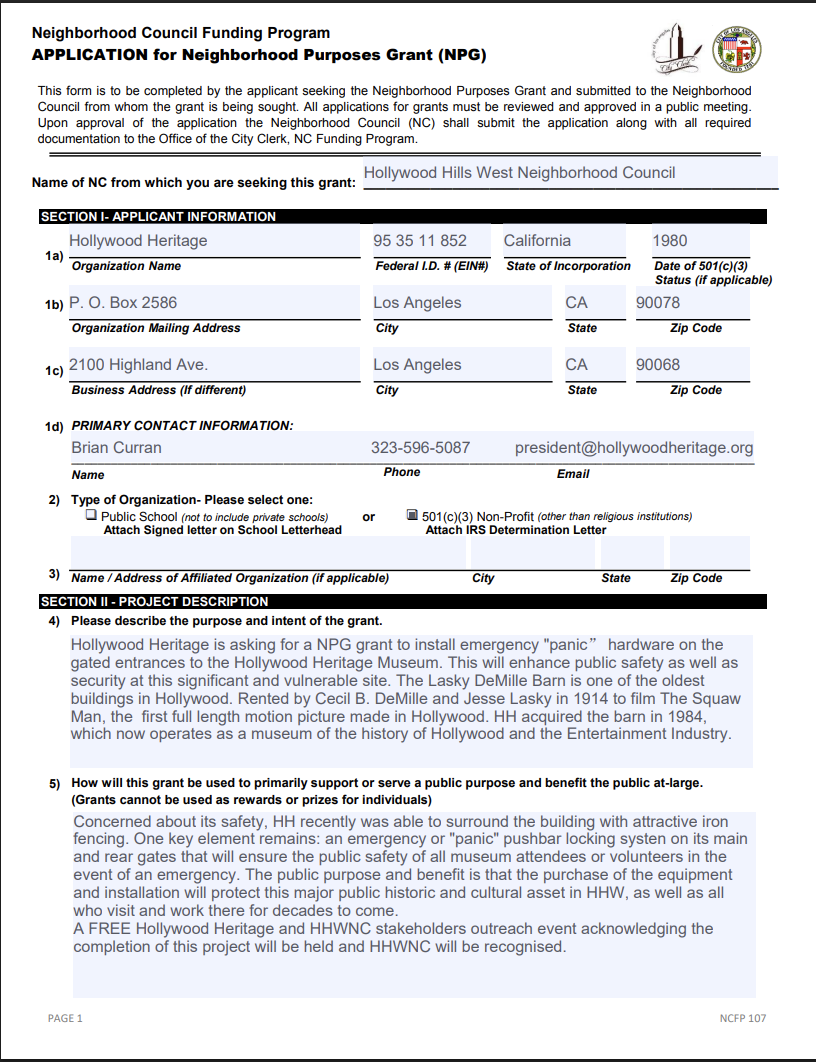 Neighborhood Council Funding Program
APPLICATION for Neighborhood Purposes Grant (NPG)
This form is to be completed by the applicant seeking the Neighborhood Purposes Grant and submitted to the Neighborhood
Council from whom the grant is being sought. All applications for grants must be reviewed and approved in a public meeting.
Upon approval of the application the Neighborhood Council (NC) shall submit the application along with all required
documentation to the Office of the City Clerk, NC Funding Program.
Name of NC from which you are seeking this grant: Hollywood Hills West Neighborhood Council
SECTION I- APPLICANT INFORMATION
1a) Hollywood Heritage 95 35 11 852 California 1980
Organization Name Federal I.D. # (EIN#) State of Incorporation Date of 501(c)(3)
Status (if applicable)
1b) P. O. Box 2586 Los Angeles CA 90078
Organization Mailing Address City State Zip Code
1c) 2100 Highland Ave. Los Angeles CA 90068
Business Address (If different) City State Zip Code
1d) PRIMARY CONTACT INFORMATION:
Brian Curran 323-596-5087 president@hollywoodheritage.org
Name Phone Email
2) Type of Organization- Please select one:
Public School (not to include private schools) or 501(c)(3) Non-Profit (other than religious institutions)
Attach Signed letter on School Letterhead Attach IRS Determination Letter
3) Name / Address of Affiliated Organization (if applicable) City State Zip Code
SECTION II - PROJECT DESCRIPTION
4) Please describe the purpose and intent of the grant.
Hollywood Heritage is asking for a NPG grant to install emergency "panic” hardware on the
gated entrances to the Hollywood Heritage Museum. This will enhance public safety as well as
security at this significant and vulnerable site. The Lasky DeMille Barn is one of the oldest
buildings in Hollywood. Rented by Cecil B. DeMille and Jesse Lasky in 1914 to film The Squaw
Man, the first full length motion picture made in Hollywood. HH acquired the barn in 1984,
which now operates as a museum of the history of Hollywood and the Entertainment Industry.
5) How will this grant be used to primarily support or serve a public purpose and benefit the public at-large.
(Grants cannot be used as rewards or prizes for individuals)
Concerned about its safety, HH recently was able to surround the building with attractive iron
fencing. One key element remains: an emergency or "panic" pushbar locking systen on its main
and rear gates that will ensure the public safety of all museum attendees or volunteers in the
event of an emergency. The public purpose and benefit is that the purchase of the equipment
and installation will protect this major public historic and cultural asset in HHW, as well as all
who visit and work there for decades to come.
A FREE Hollywood Heritage and HHWNC stakeholders outreach event acknowledging the
completion of this project will be held and HHWNC will be recognised.
PAGE 1 NCFP 107